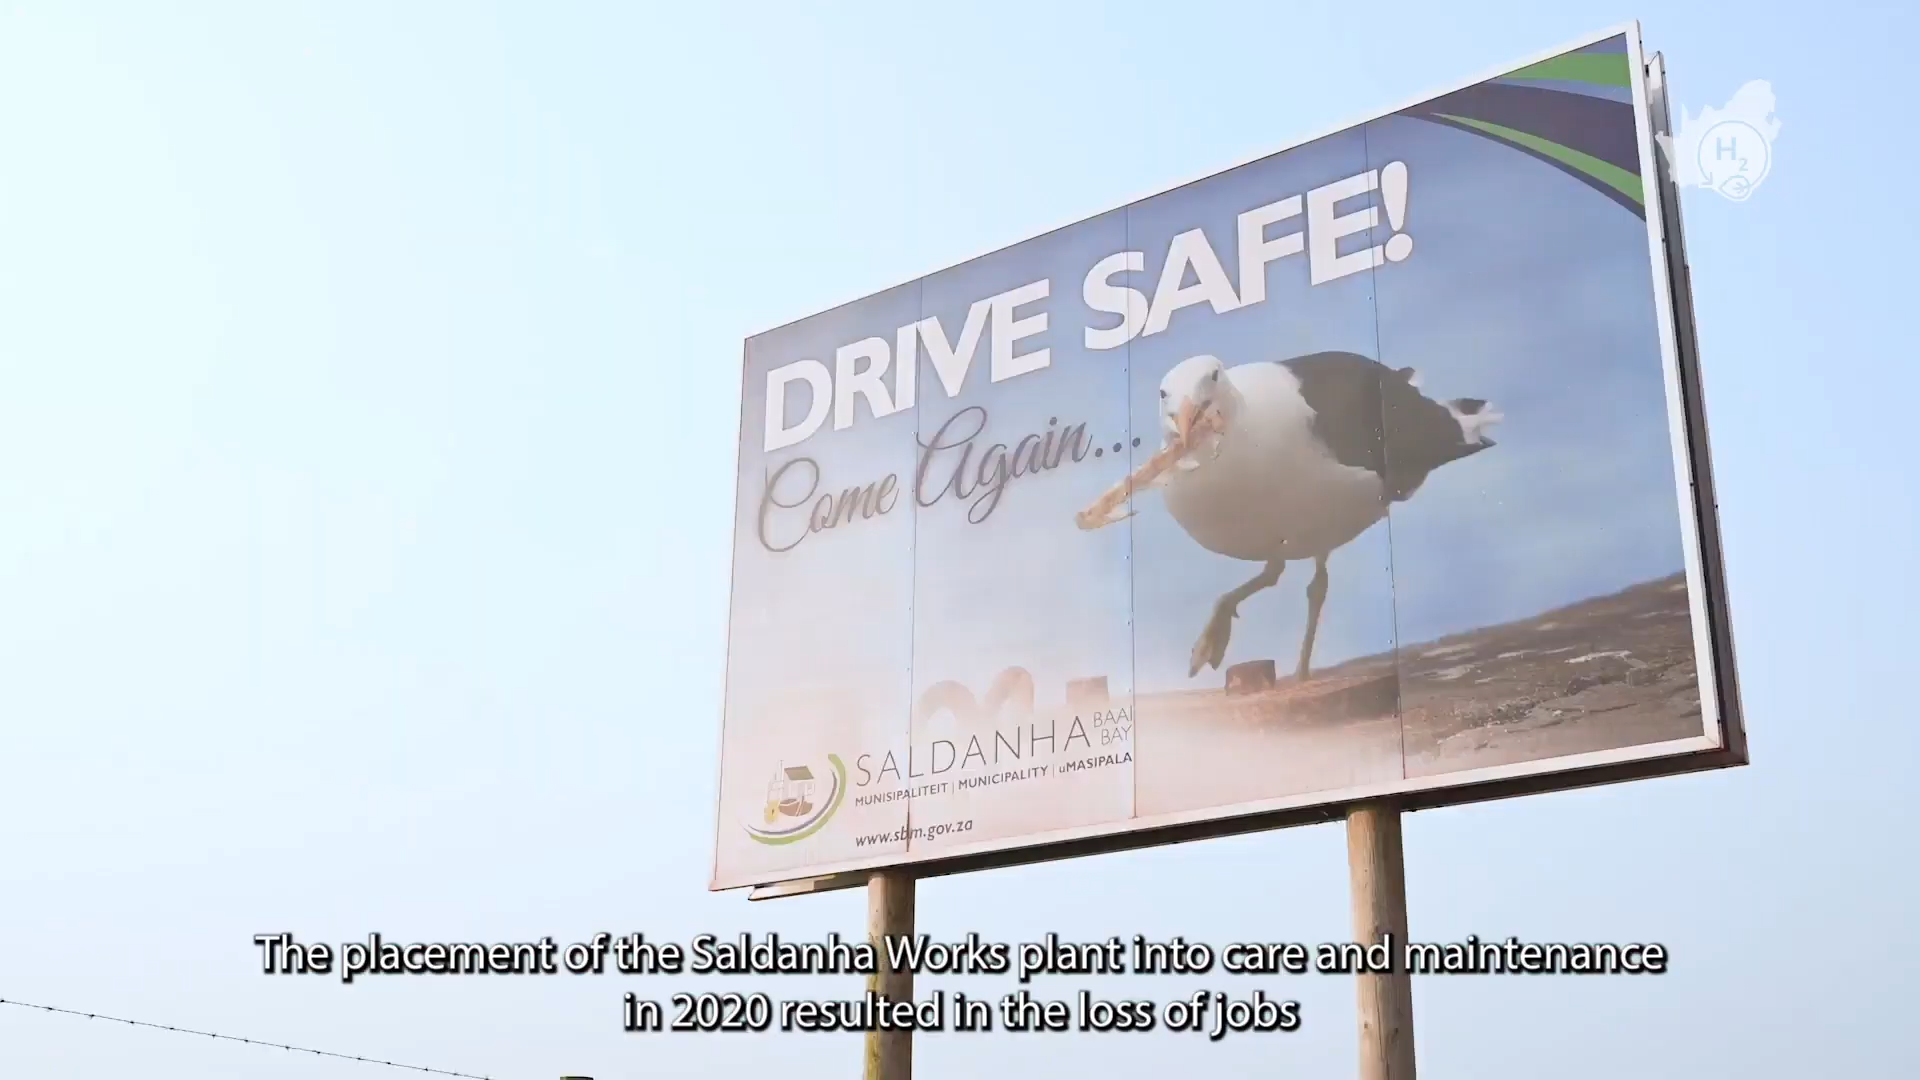 H2
DRIVE SAFE!
Come Again...
SALDANHA BAAI
BAY
MUNISIPALITEIT | MUNICIPALITY | uMASIPALA
www.sbm.gov.za
The placement of the Saldanha Works plant into care and maintenance
in 2020 resulted in the loss of jobs